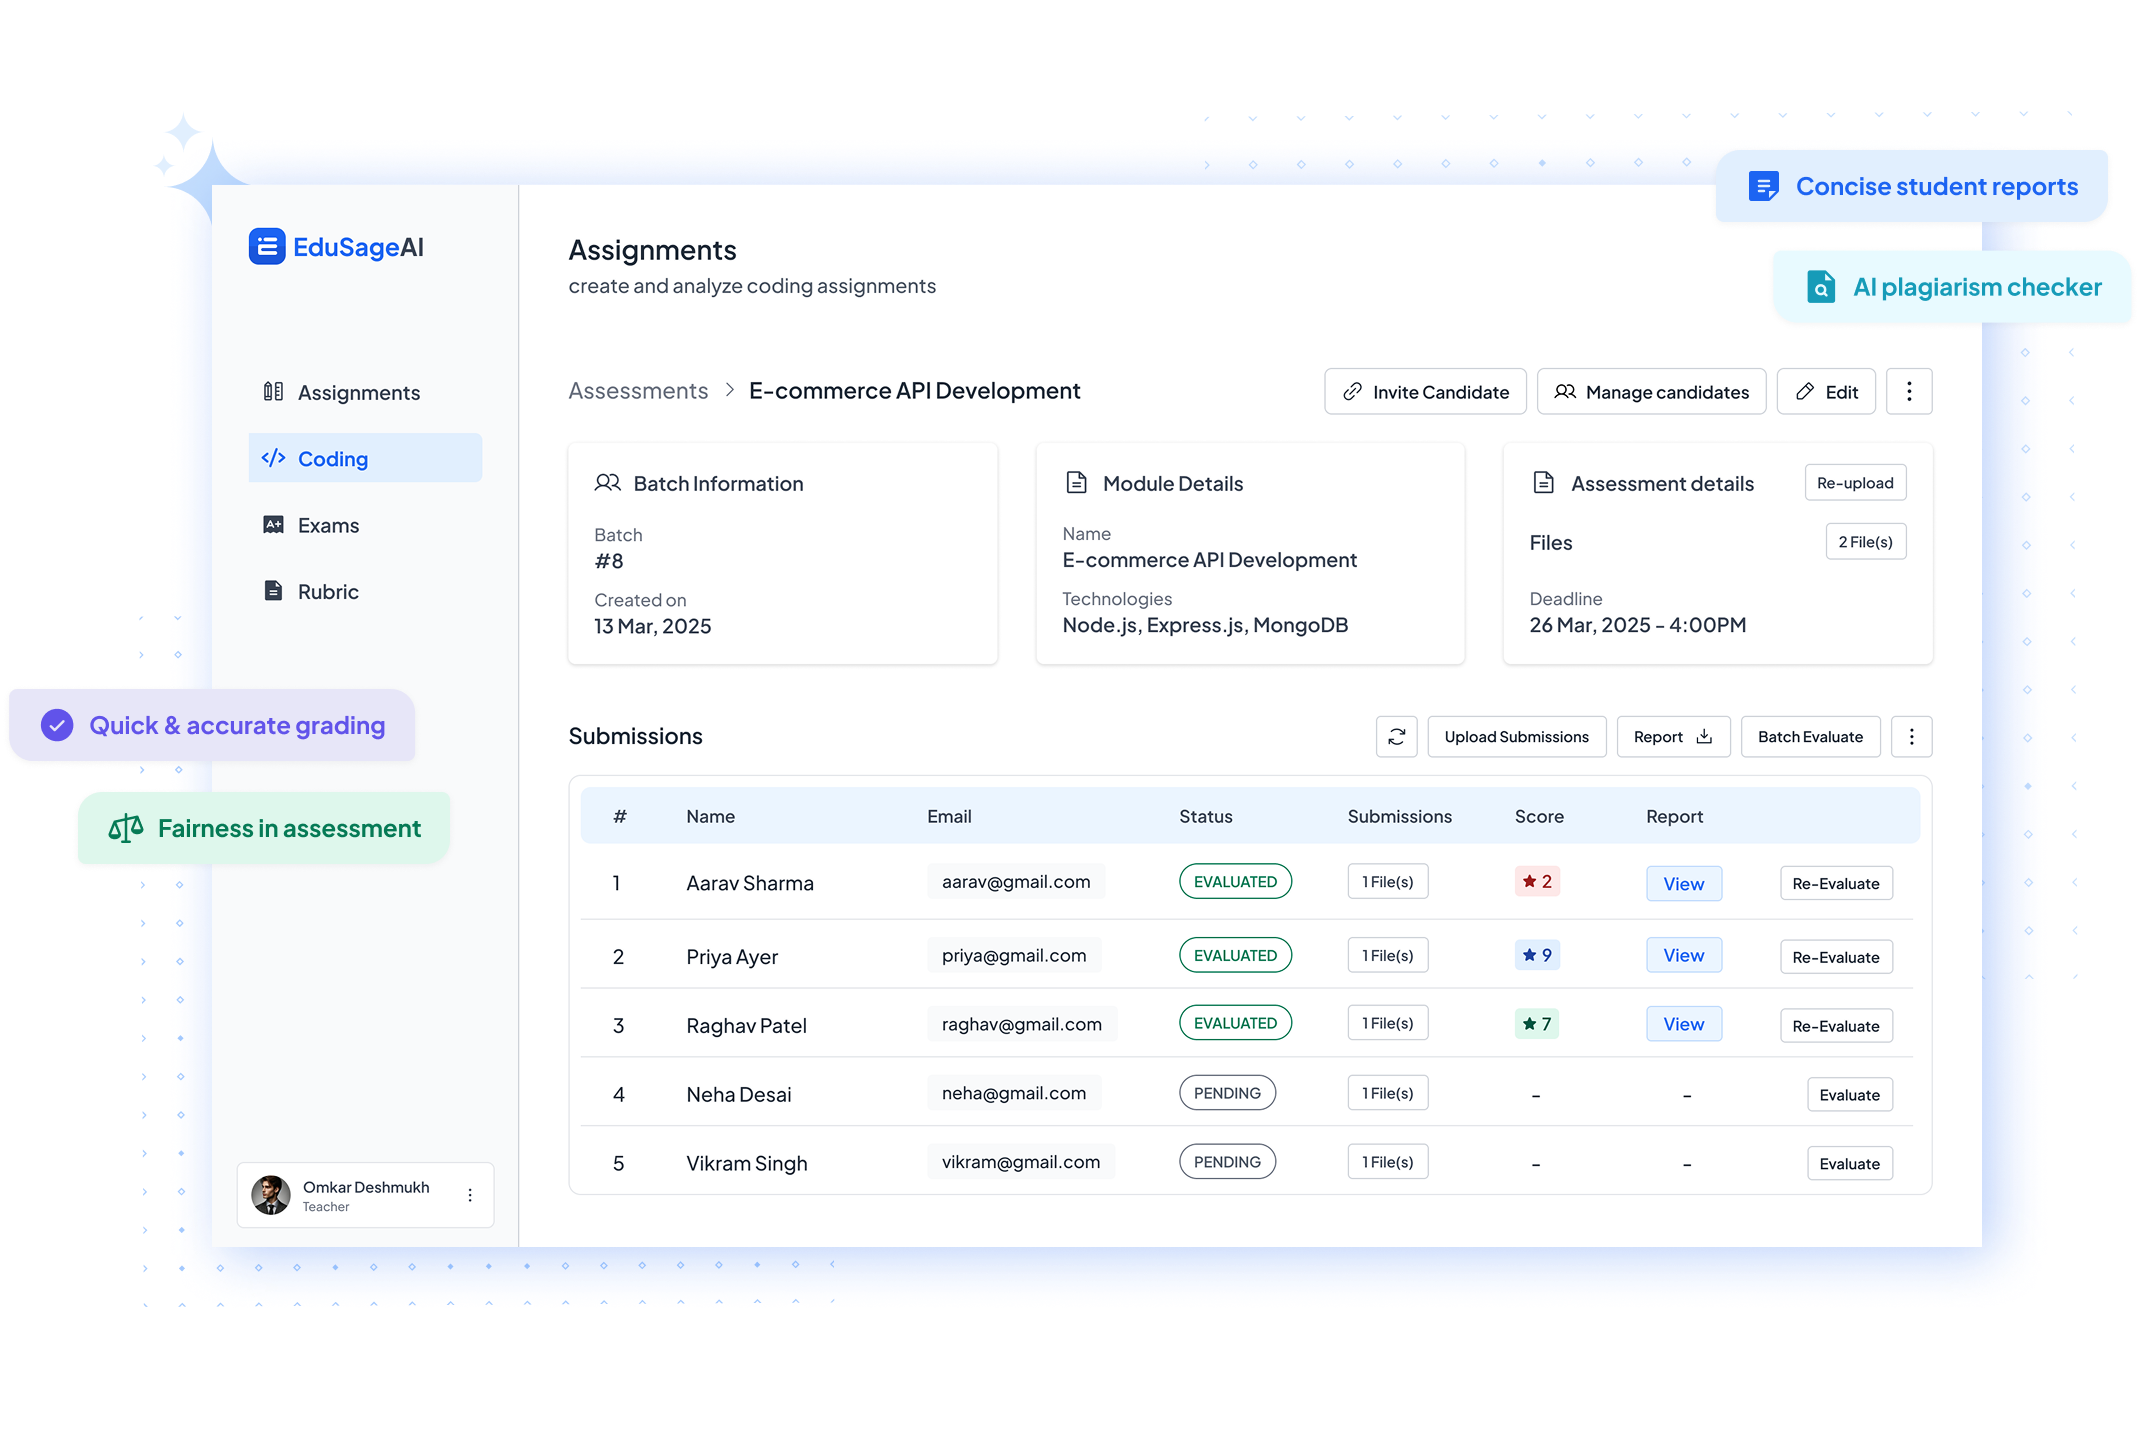 Concise student reports
AI plagiarism checker
EduSageAI
Assignments
Coding
Exams
A+
Rubric
Quick & accurate grading
Fairness in assessment
Omkar Deshmukh
Teacher
Assignments
create and analyze coding assignments
Assessments > E-commerce API Development
Invite Candidate
Manage candidates
Edit
Batch Information
Batch
#8
Created on
13 Mar, 2025
Module Details
Name
E-commerce API Development
Technologies
Node.js, Express.js, MongoDB
Assessment details
Re-upload
Files
2 File(s)
Deadline
26 Mar, 2025 - 4:00PM
Submissions
Upload Submissions
Report
Batch Evaluate
# Name Email Status Submissions Score Report
1 Aarav Sharma aarav@gmail.com EVALUATED 1 File(s) 2 View Re-Evaluate
2 Priya Ayer priya@gmail.com EVALUATED 1 File(s) 9 View Re-Evaluate
3 Raghav Patel raghav@gmail.com EVALUATED 1 File(s) 7 View Re-Evaluate
4 Neha Desai neha@gmail.com PENDING 1 File(s) - - Evaluate
5 Vikram Singh vikram@gmail.com PENDING 1 File(s) - - Evaluate